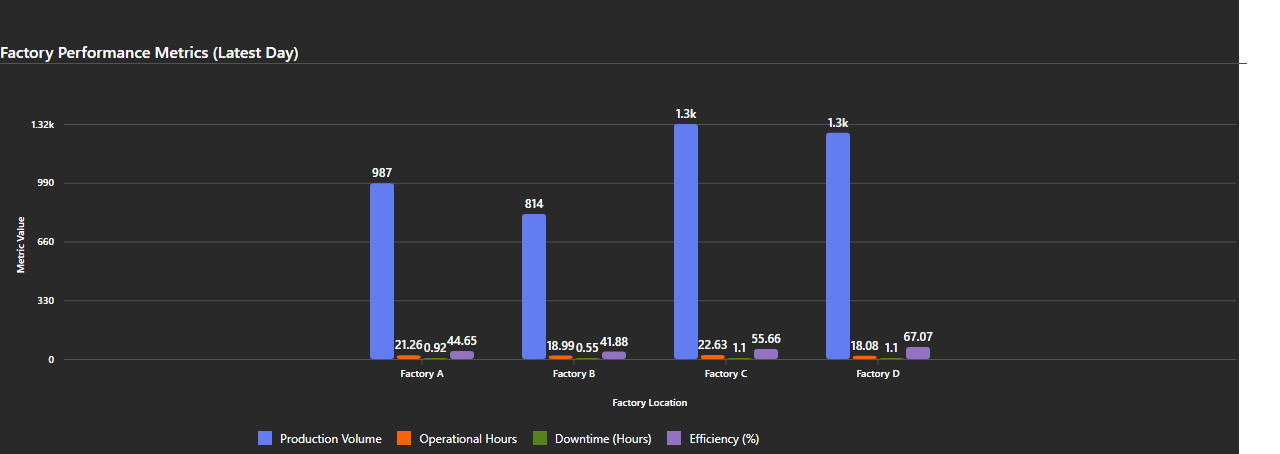 Factory Performance Metrics (Latest Day)
1.32k
990
660
330
0
Metric Value
987
21.26
0.92
44.65
814
18.99
0.55
41.88
1.3k
22.63
1.1
55.66
1.3k
18.08
1.1
67.07
Factory A
Factory B
Factory C
Factory D
Factory Location
Production Volume
Operational Hours
Downtime (Hours)
Efficiency (%)